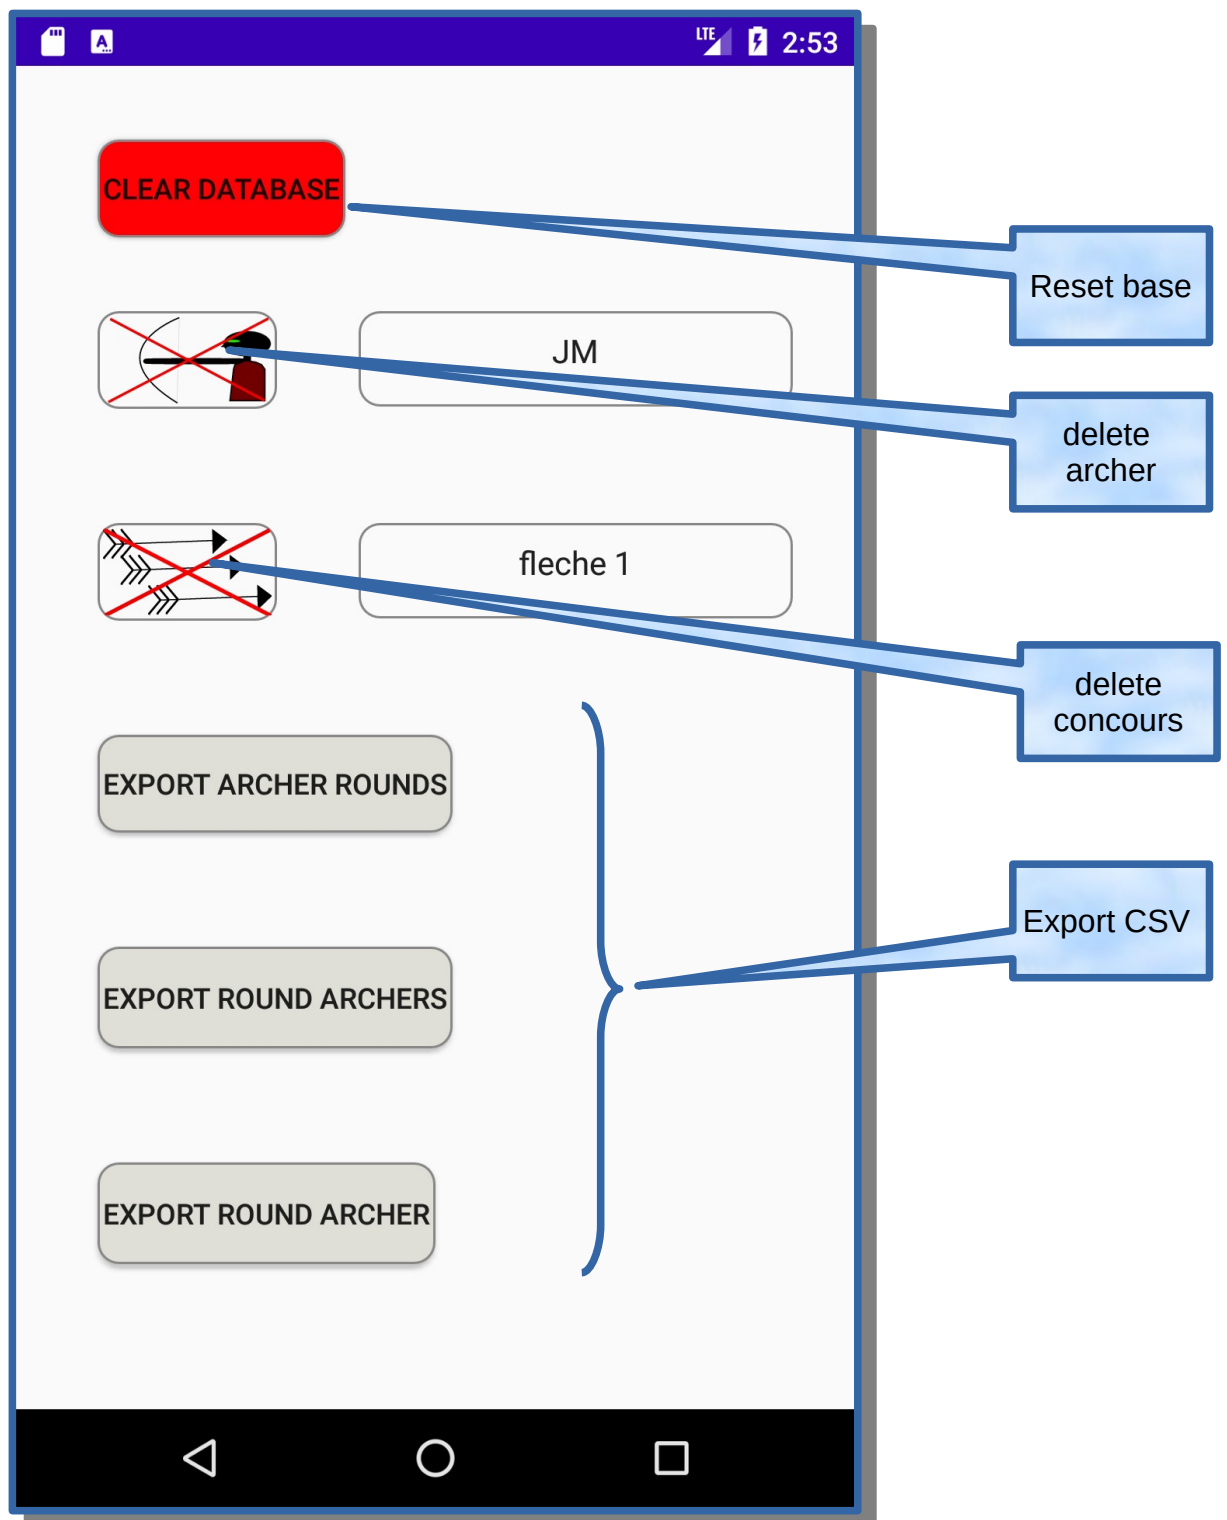 LTE 2:53
CLEAR DATABASE
Reset base
JM
delete
archer
fleche 1
delete
concours
EXPORT ARCHER ROUNDS
Export CSV
EXPORT ROUND ARCHERS
EXPORT ROUND ARCHER